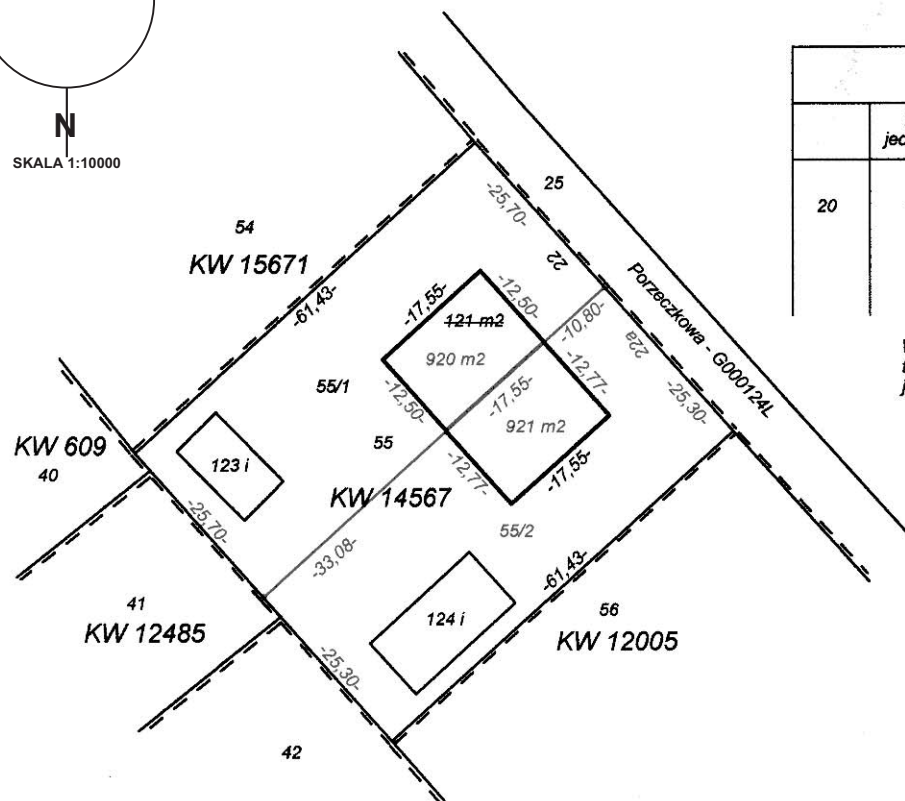 N
SKALA 1:10000
jed
20
25
-25,70-
22
54
KW 15671
-61,43-
-17,55-
-12,50-
121 m2
920 m2
-10,80-
Porzeczkowa - G000124L
22a
-12,77-
-25,30-
55/1
-12,50-
-17,55-
921 m2
55
KW 609
40
123 i
-12,77-
-17,55-
KW 14567
-25,70-
55/2
-33,08-
-61,43-
41
KW 12485
124 i
56
KW 12005
-25,30-
42